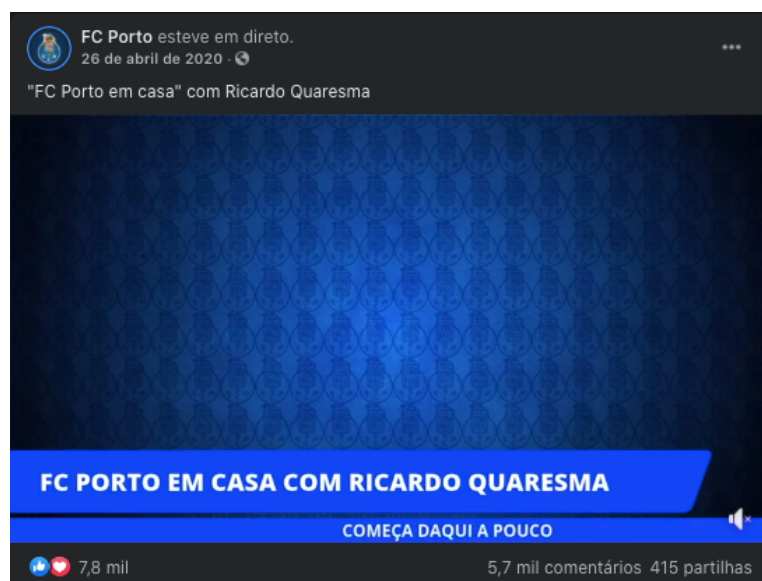 FC Porto esteve em direto.
26 de abril de 2020 ·
"FC Porto em casa" com Ricardo Quaresma
FC PORTO EM CASA COM RICARDO QUARESMA
COMEÇA DAQUI A POUCO
7,8 mil 5,7 mil comentários 415 partilhas